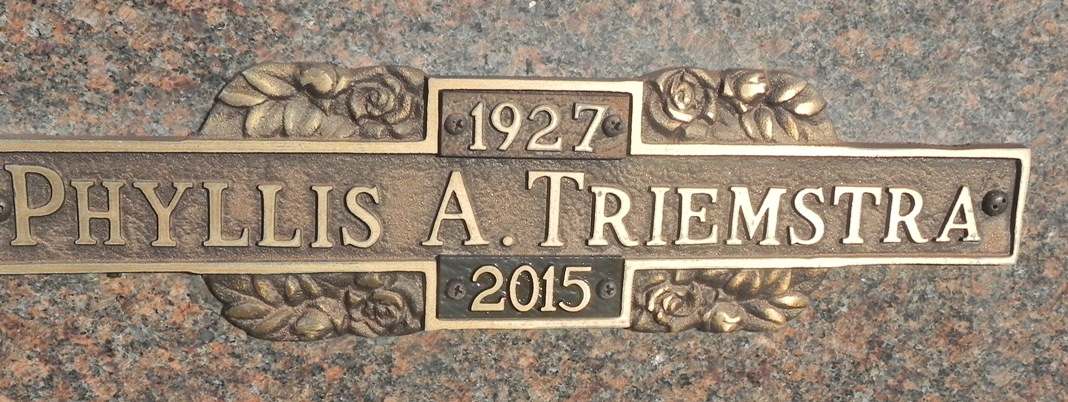 1927
PHYLLIS A. TRIEMSTRA
2015